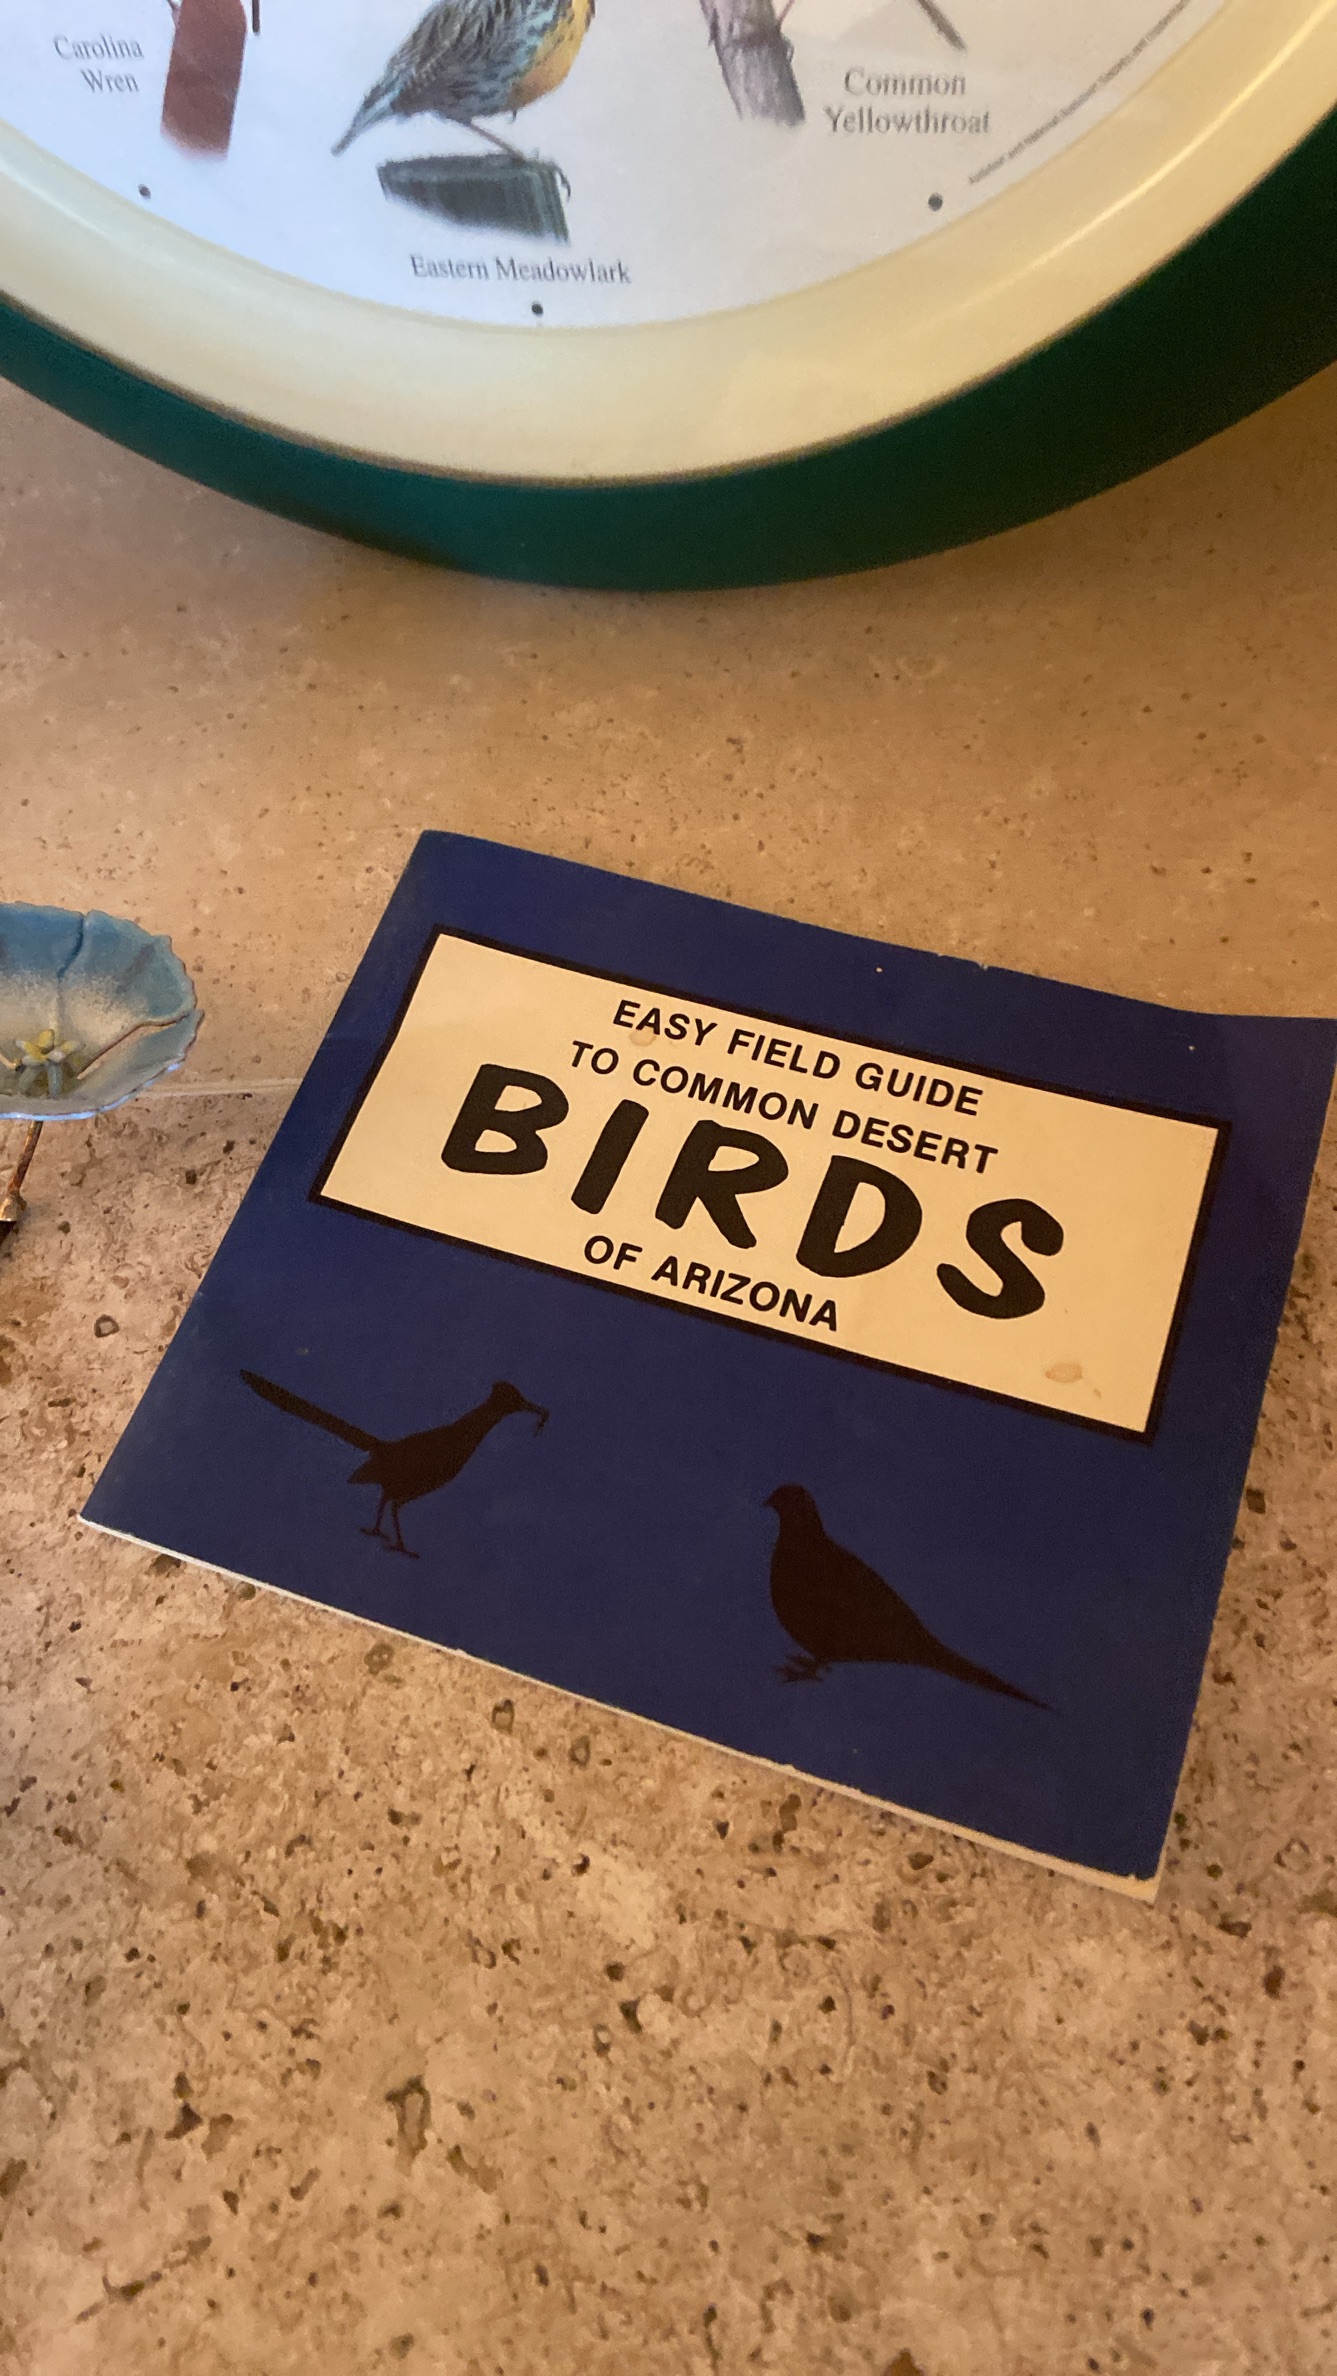 Carolina
Wren
Common
Yellowthroat
Eastern Meadowlark
EASY FIELD GUIDE
TO COMMON DESERT
BIRDS
OF ARIZONA